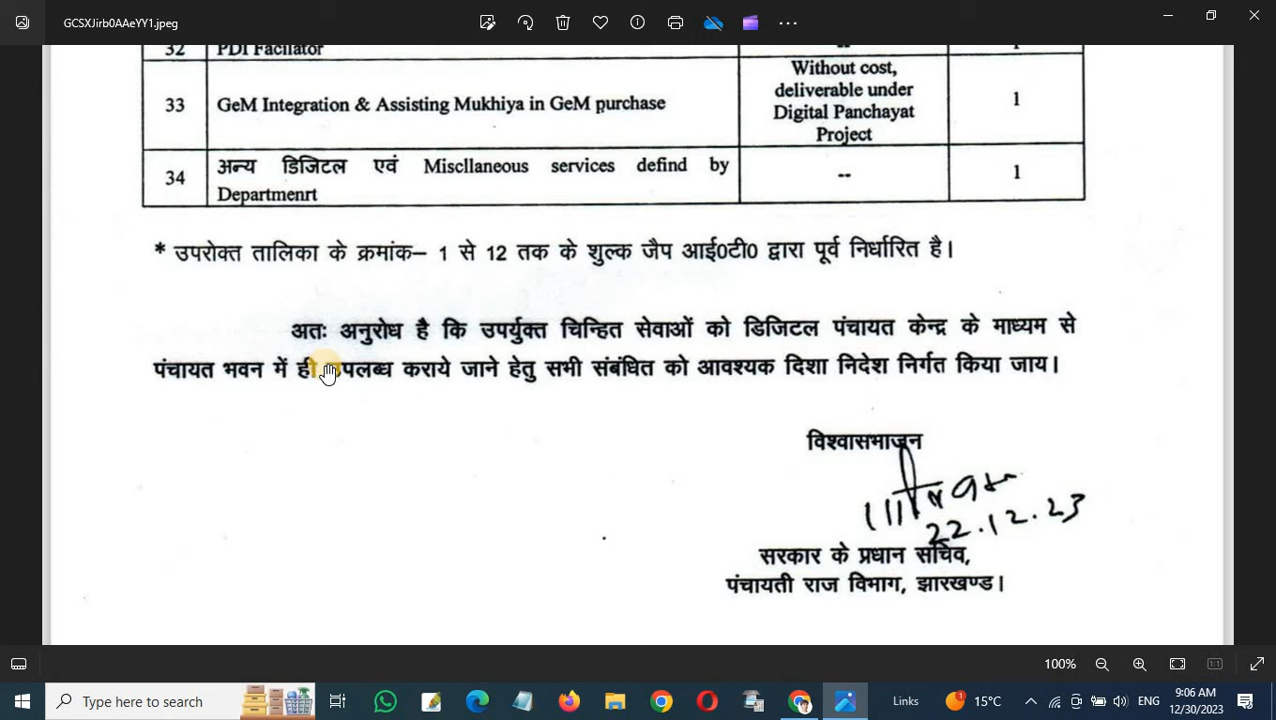 GCSXJirb0AAeYY1.jpeg
32 PDI Facilator -- 1
Without cost,
deliverable under
33 GeM Integration & Assisting Mukhiya in GeM purchase 1
Digital Panchayat
Project
अन्य डिजिटल एवं Miscllaneous services defind by
34 -- 1
Departmenrt
* उपरोक्त तालिका के क्रमांक– 1 से 12 तक के शुल्क जैप आई0टी0 द्वारा पूर्व निर्धारित है।
अतः अनुरोध है कि उपर्युक्त चिन्हित सेवाओं को डिजिटल पंचायत केन्द्र के माध्यम से
पंचायत भवन में ही उपलब्ध कराये जाने हेतु सभी संबंधित को आवश्यक दिशा निदेश निर्गत किया जाय।
विश्वासभाजन
22.12.23
सरकार के प्रधान सचिव,
पंचायती राज विभाग, झारखण्ड।
100%
Type here to search
Links
1
15°C
ENG
9:06 AM
12/30/2023